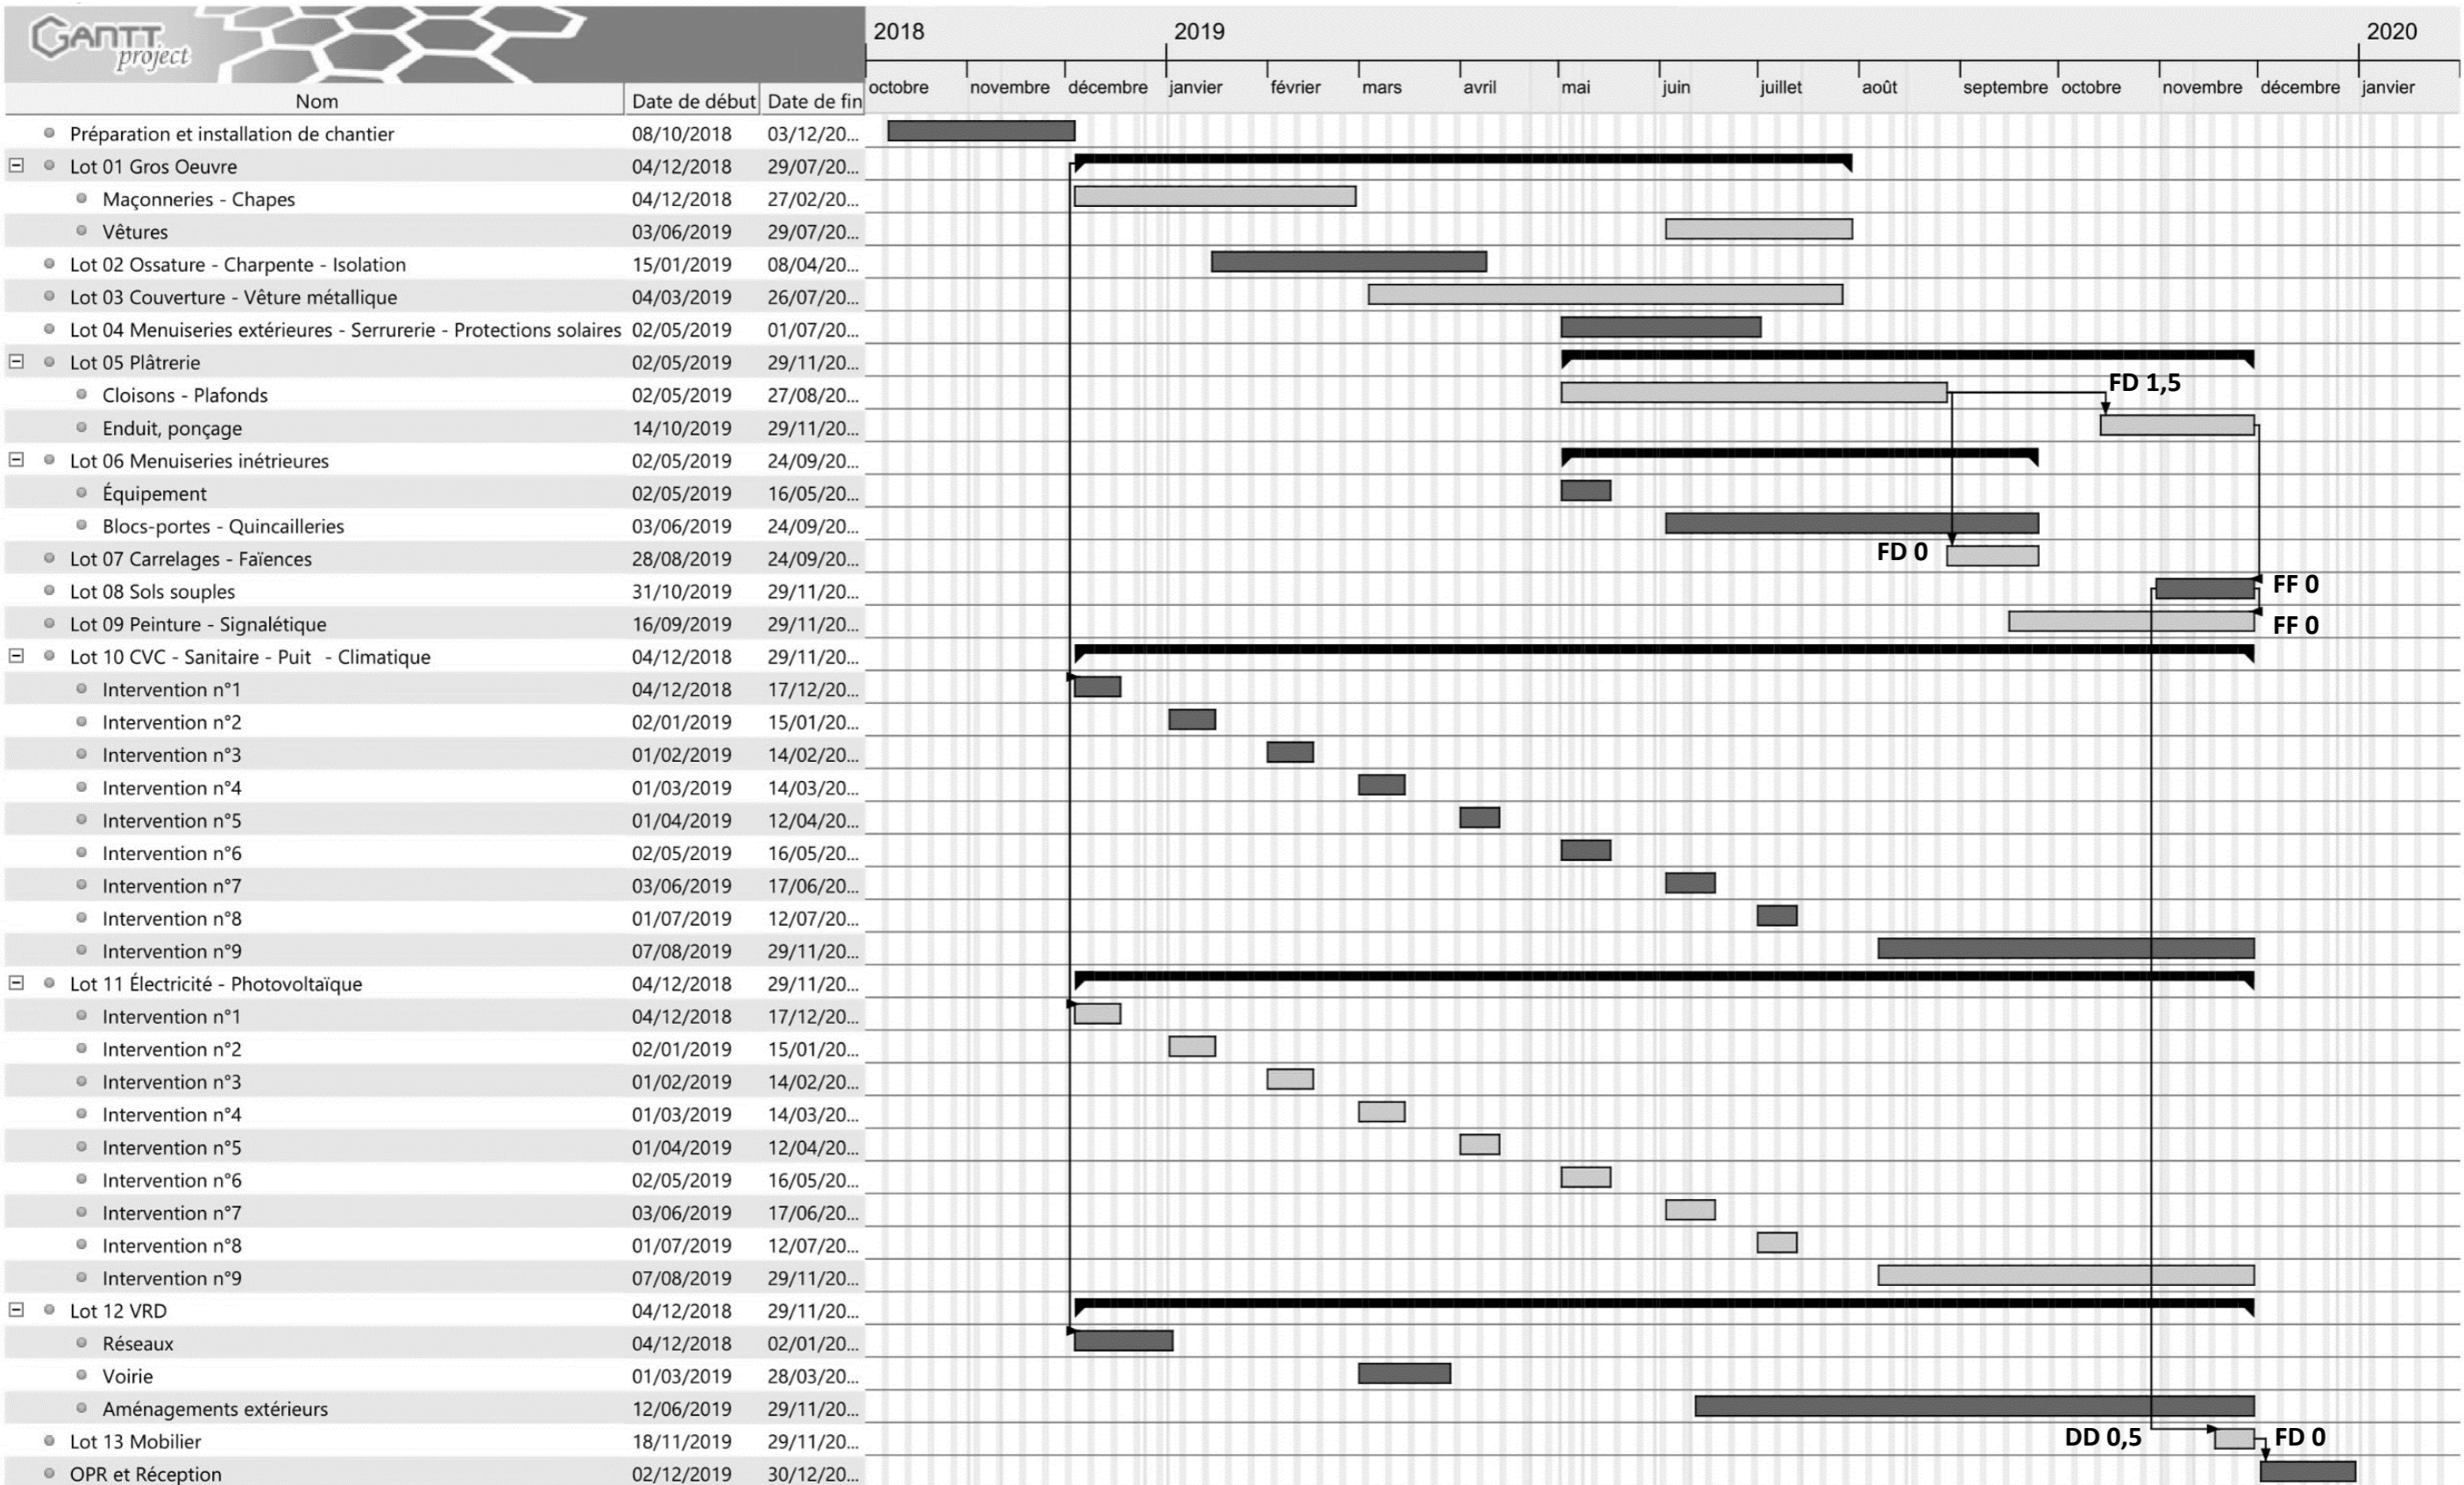 GANTT project
2018 2019 2020
octobre novembre décembre janvier février mars avril mai juin juillet août septembre octobre novembre décembre janvier
Nom Date de début Date de fin
Préparation et installation de chantier 08/10/2018 03/12/20...
Lot 01 Gros Oeuvre 04/12/2018 29/07/20...
Maçonneries - Chapes 04/12/2018 27/02/20...
Vêtures 03/06/2019 29/07/20...
Lot 02 Ossature - Charpente - Isolation 15/01/2019 08/04/20...
Lot 03 Couverture - Vêture métallique 04/03/2019 26/07/20...
Lot 04 Menuiseries extérieures - Serrurerie - Protections solaires 02/05/2019 01/07/20...
Lot 05 Plâtrerie 02/05/2019 29/11/20...
Cloisons - Plafonds 02/05/2019 27/08/20... FD 1,5
Enduit, ponçage 14/10/2019 29/11/20...
Lot 06 Menuiseries inétrieures 02/05/2019 24/09/20...
Équipement 02/05/2019 16/05/20...
Blocs-portes - Quincailleries 03/06/2019 24/09/20...
Lot 07 Carrelages - Faïences 28/08/2019 24/09/20... FD 0
Lot 08 Sols souples 31/10/2019 29/11/20... FF 0
Lot 09 Peinture - Signalétique 16/09/2019 29/11/20... FF 0
Lot 10 CVC - Sanitaire - Puit - Climatique 04/12/2018 29/11/20...
Intervention n°1 04/12/2018 17/12/20...
Intervention n°2 02/01/2019 15/01/20...
Intervention n°3 01/02/2019 14/02/20...
Intervention n°4 01/03/2019 14/03/20...
Intervention n°5 01/04/2019 12/04/20...
Intervention n°6 02/05/2019 16/05/20...
Intervention n°7 03/06/2019 17/06/20...
Intervention n°8 01/07/2019 12/07/20...
Intervention n°9 07/08/2019 29/11/20...
Lot 11 Électricité - Photovoltaïque 04/12/2018 29/11/20...
Intervention n°1 04/12/2018 17/12/20...
Intervention n°2 02/01/2019 15/01/20...
Intervention n°3 01/02/2019 14/02/20...
Intervention n°4 01/03/2019 14/03/20...
Intervention n°5 01/04/2019 12/04/20...
Intervention n°6 02/05/2019 16/05/20...
Intervention n°7 03/06/2019 17/06/20...
Intervention n°8 01/07/2019 12/07/20...
Intervention n°9 07/08/2019 29/11/20...
Lot 12 VRD 04/12/2018 29/11/20...
Réseaux 04/12/2018 02/01/20...
Voirie 01/03/2019 28/03/20...
Aménagements extérieurs 12/06/2019 29/11/20...
Lot 13 Mobilier 18/11/2019 29/11/20... DD 0,5 FD 0
OPR et Réception 02/12/2019 30/12/20...